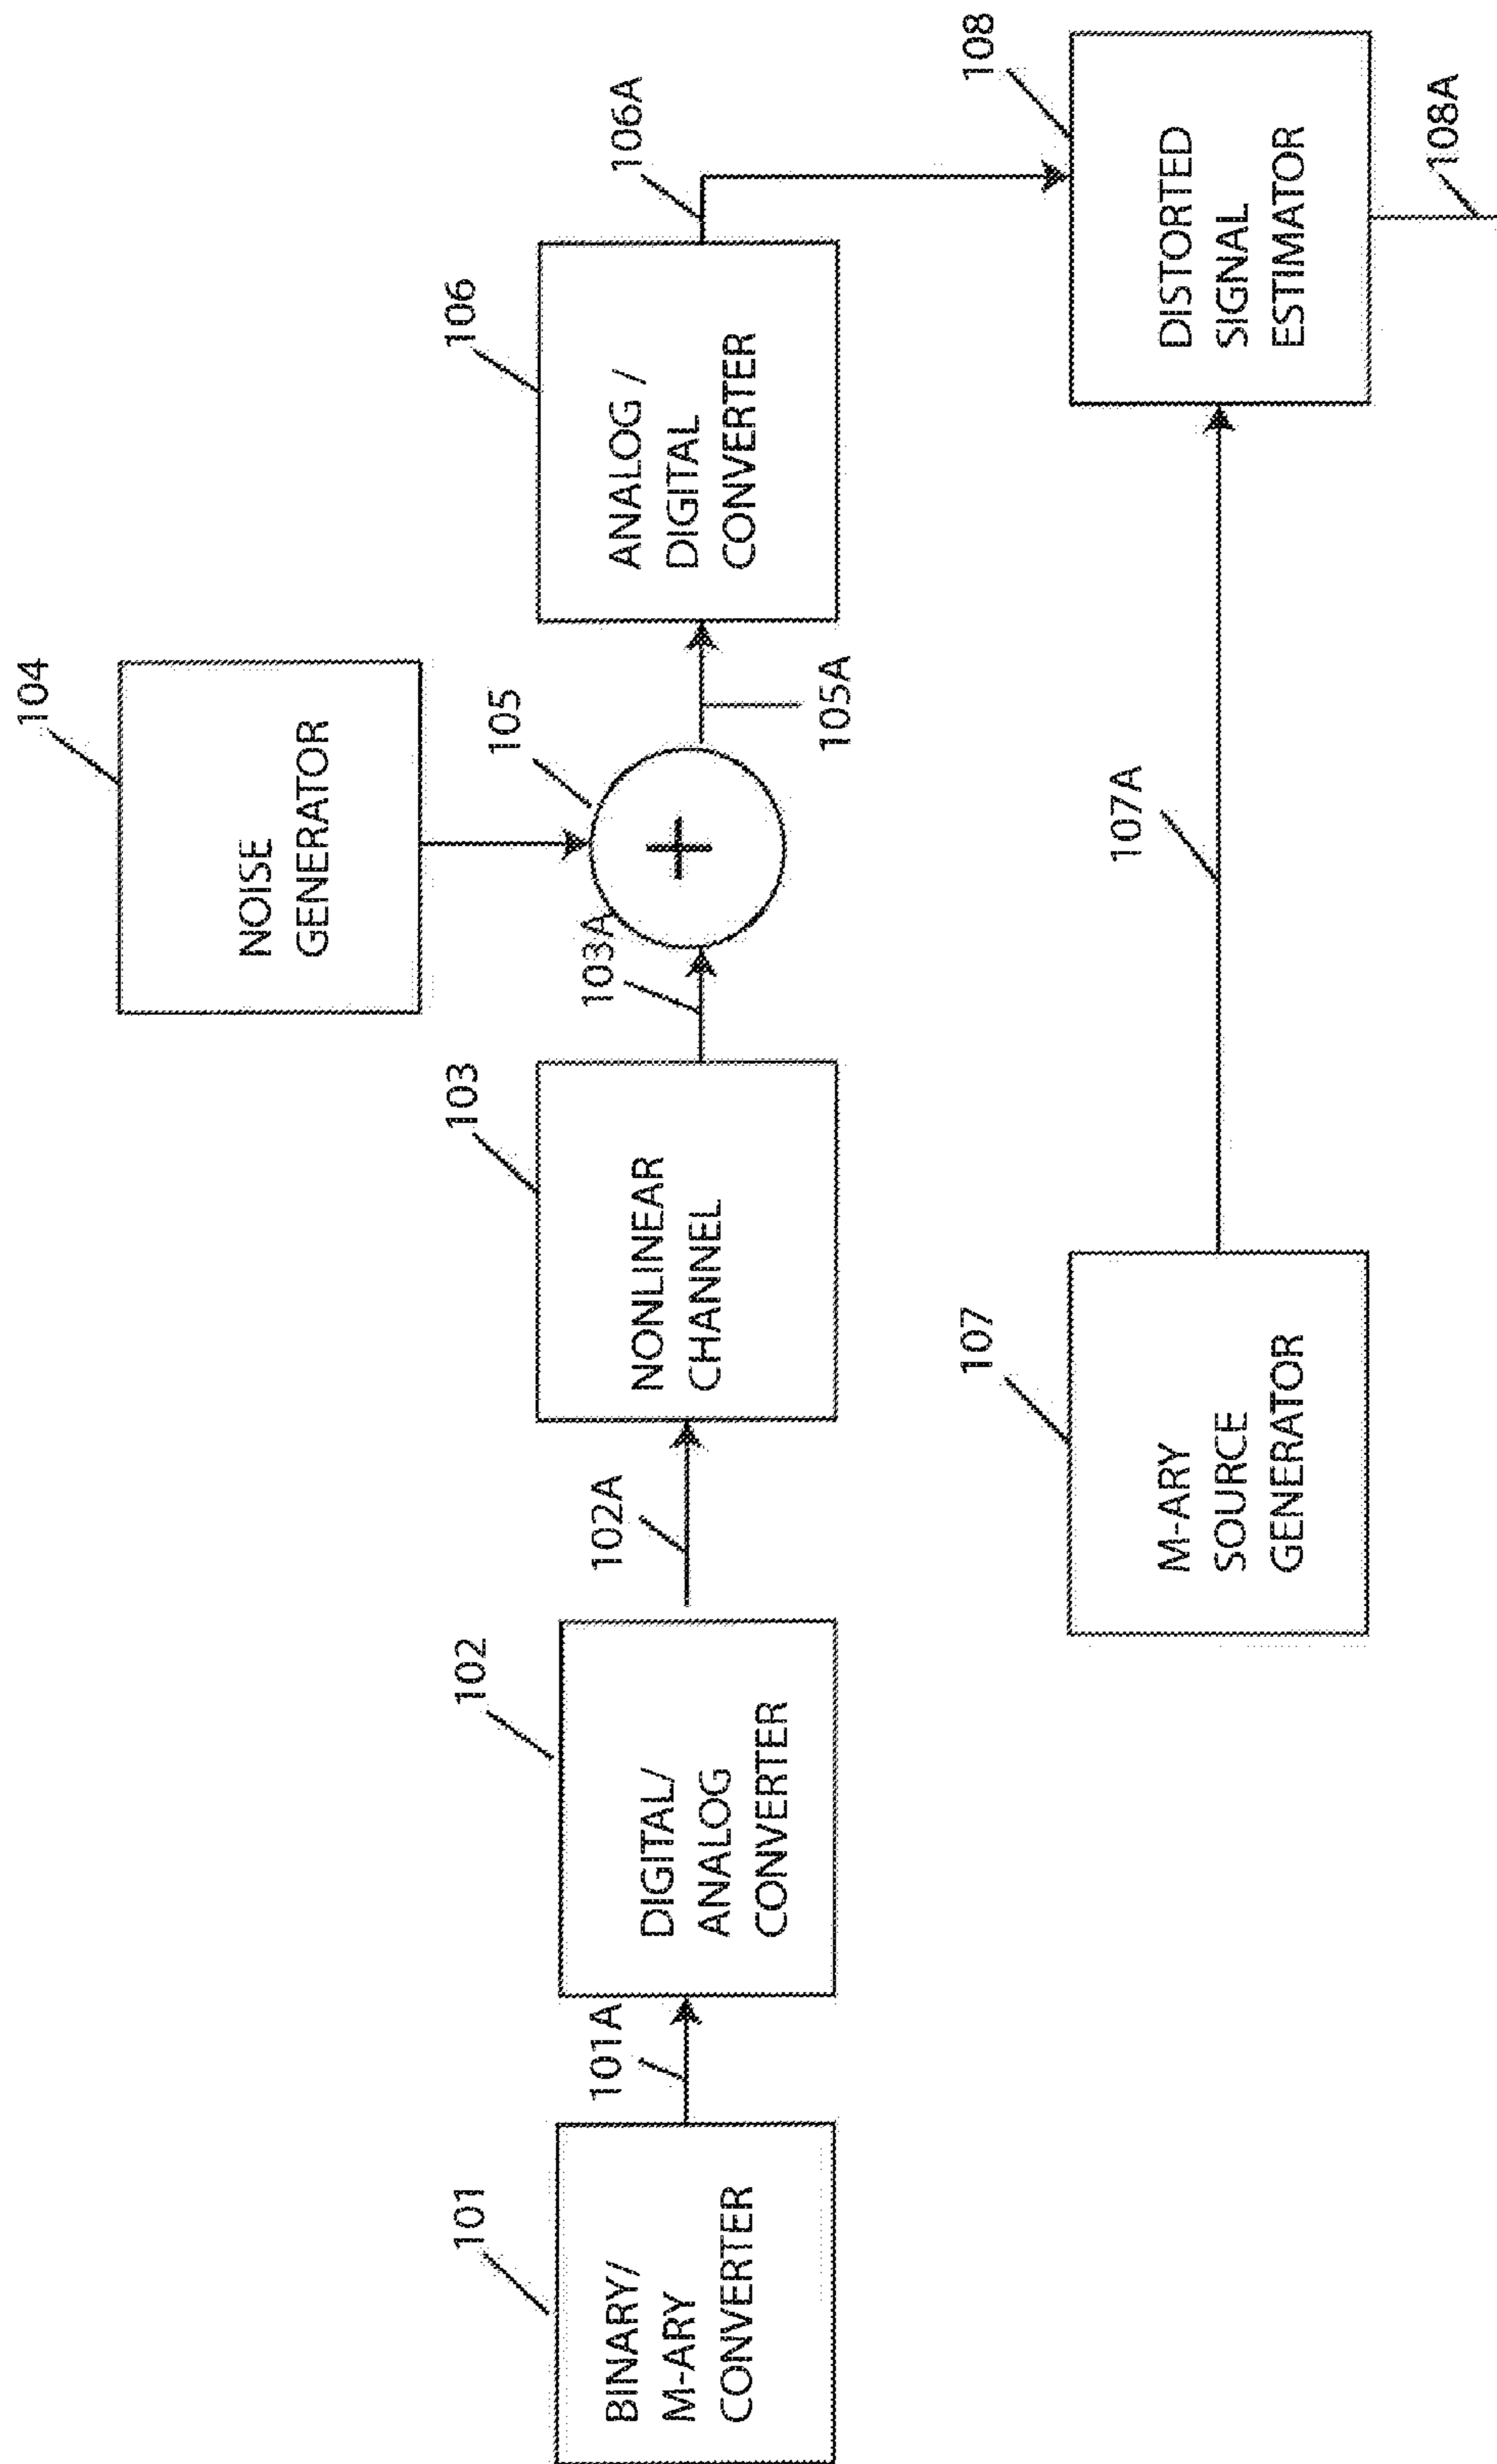 104
NOISE
GENERATOR
101
BINARY/
M-ARY
CONVERTER
101A
102
DIGITAL/
ANALOG
CONVERTER
102A
103
NONLINEAR
CHANNEL
103A
105
+
105A
106
ANALOG /
DIGITAL
CONVERTER
106A
107
M-ARY
SOURCE
GENERATOR
107A
108
DISTORTED
SIGNAL
ESTIMATOR
108A